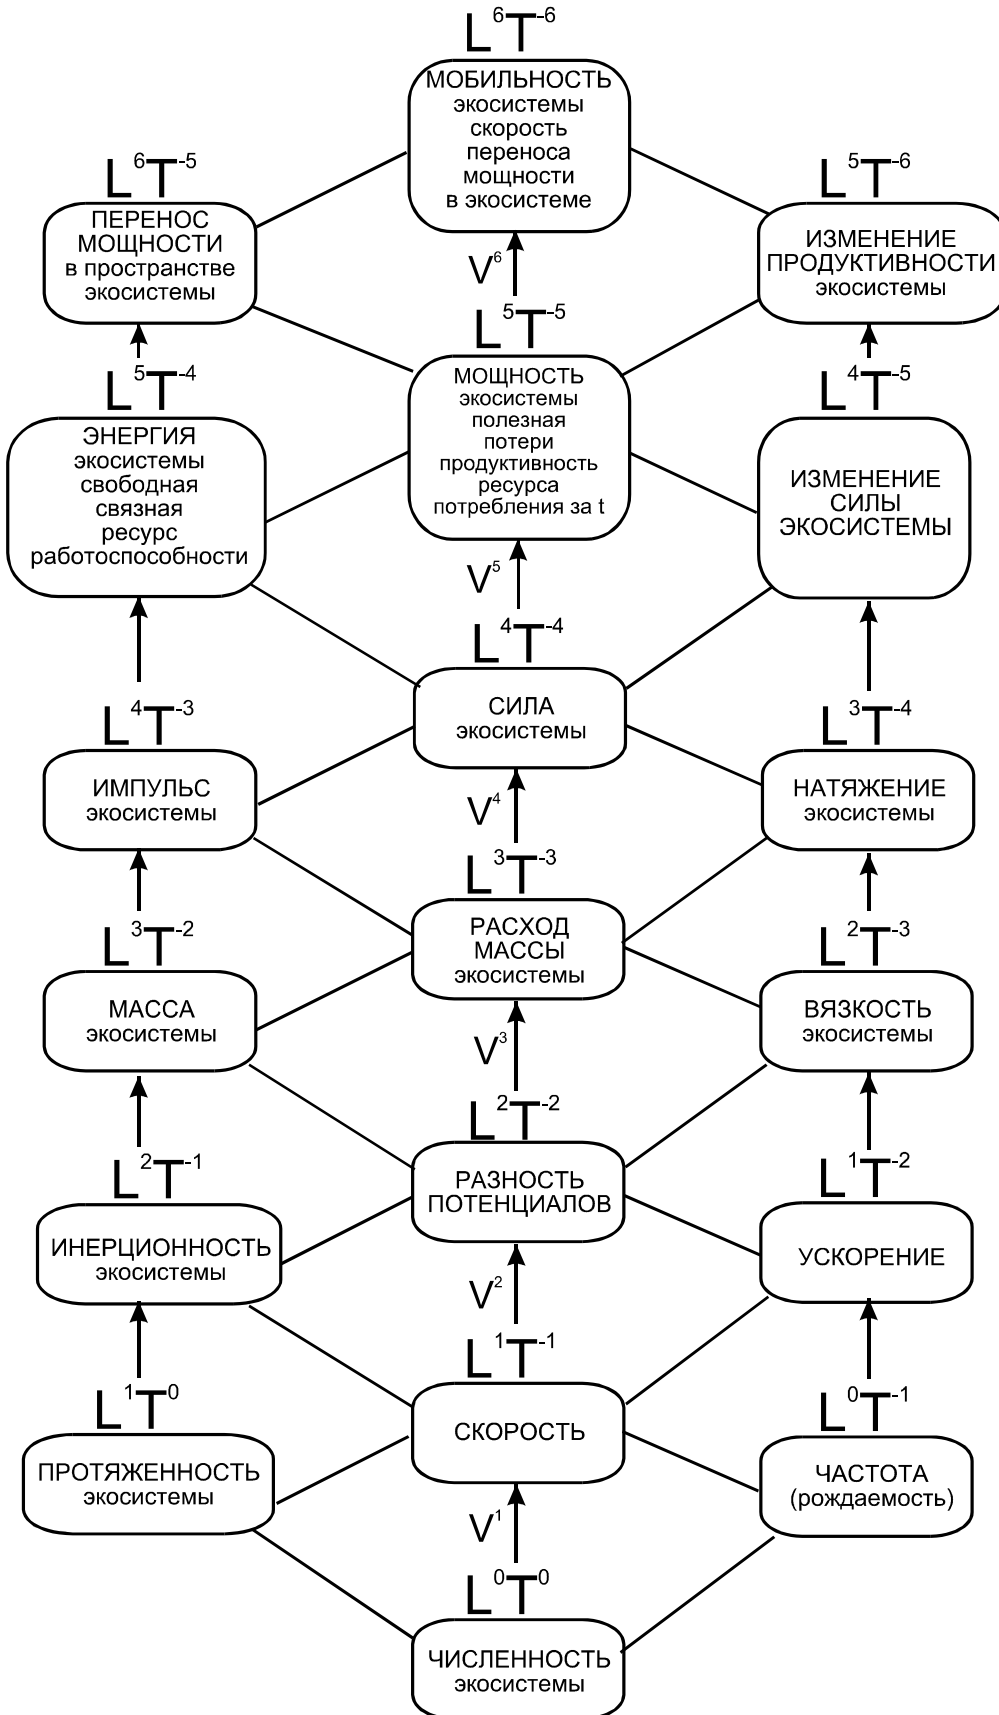 L⁶T⁻⁶
МОБИЛЬНОСТЬ
экосистемы
скорость
переноса
мощности
в экосистеме
L⁶T⁻⁵
ПЕРЕНОС
МОЩНОСТИ
в пространстве
экосистемы
L⁵T⁻⁶
ИЗМЕНЕНИЕ
ПРОДУКТИВНОСТИ
экосистемы
V⁶
L⁵T⁻⁵
МОЩНОСТЬ
экосистемы
полезная
потери
продуктивность
ресурса
потребления за t
L⁵T⁻⁴
ЭНЕРГИЯ
экосистемы
свободная
связная
ресурс
работоспособности
L⁴T⁻⁵
ИЗМЕНЕНИЕ
СИЛЫ
ЭКОСИСТЕМЫ
V⁵
L⁴T⁻⁴
СИЛА
экосистемы
L⁴T⁻³
ИМПУЛЬС
экосистемы
L³T⁻⁴
НАТЯЖЕНИЕ
экосистемы
V⁴
L³T⁻³
РАСХОД
МАССЫ
экосистемы
L³T⁻²
МАССА
экосистемы
L²T⁻³
ВЯЗКОСТЬ
экосистемы
V³
L²T⁻²
РАЗНОСТЬ
ПОТЕНЦИАЛОВ
L²T⁻¹
ИНЕРЦИОННОСТЬ
экосистемы
L¹T⁻²
УСКОРЕНИЕ
V²
L¹T⁻¹
СКОРОСТЬ
L¹T⁰
ПРОТЯЖЕННОСТЬ
экосистемы
L⁰T⁻¹
ЧАСТОТА
(рождаемость)
V¹
L⁰T⁰
ЧИСЛЕННОСТЬ
экосистемы